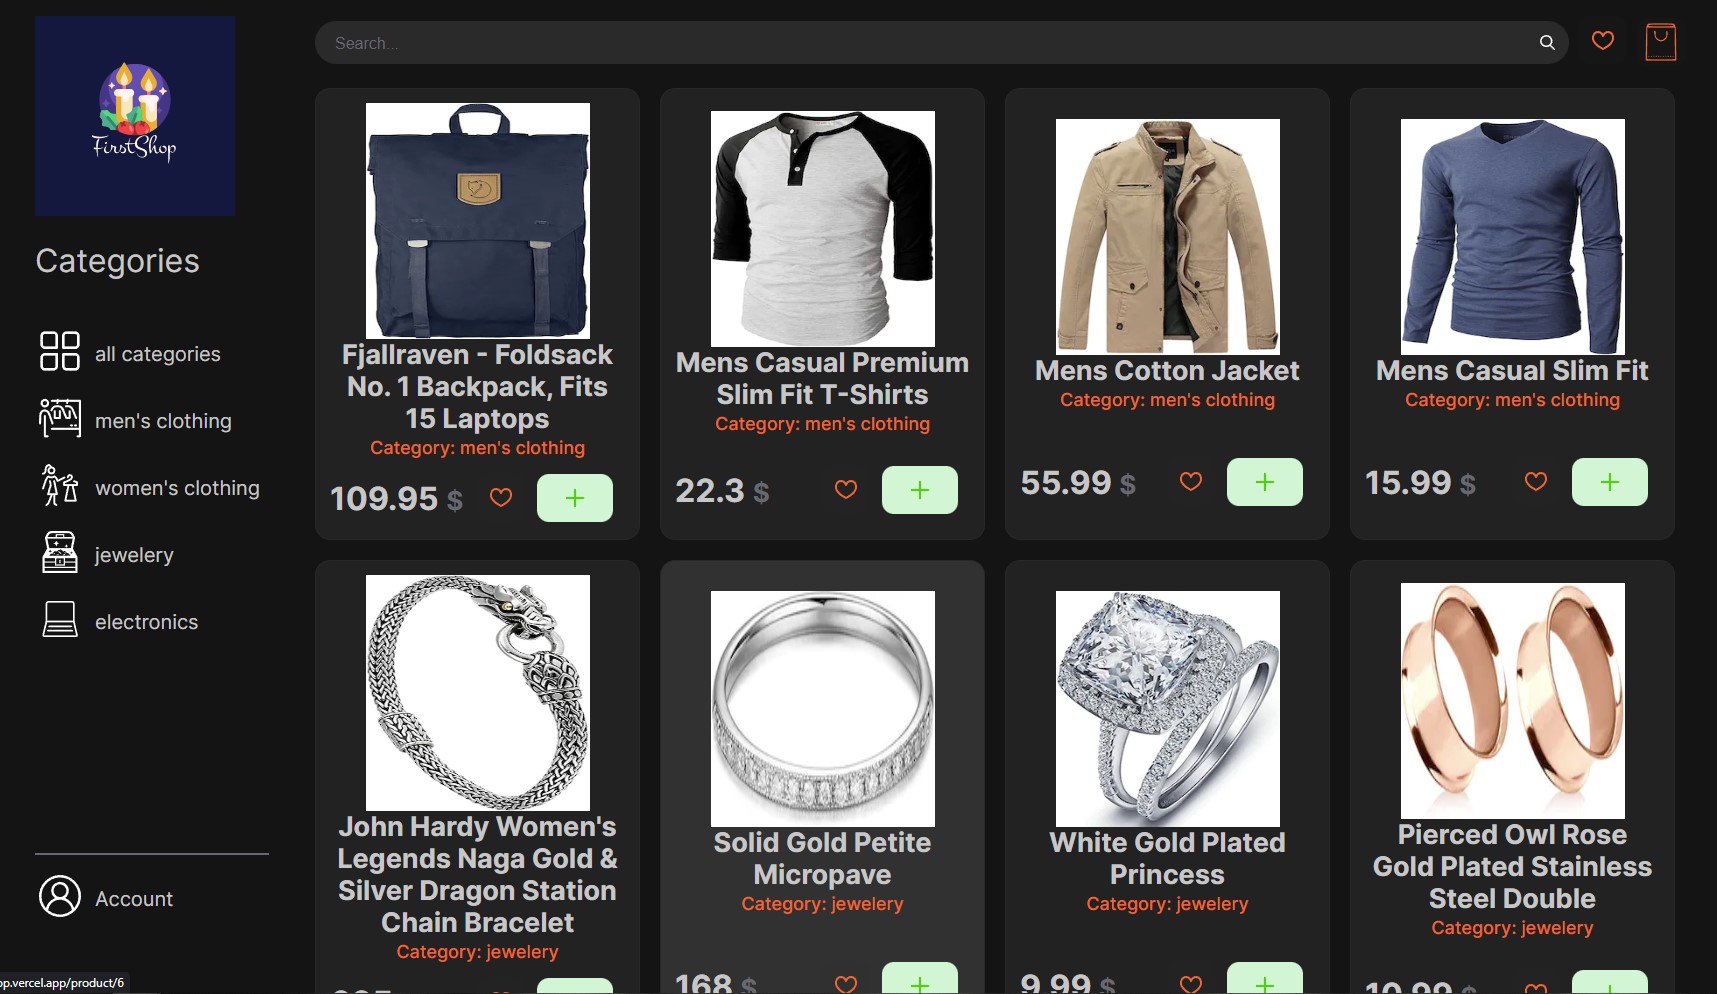 Search...
FirstShop
Categories
all categories
men's clothing
women's clothing
jewelery
electronics
Account
Fjallraven - Foldsack
No. 1 Backpack, Fits
15 Laptops
Category: men's clothing
109.95 $
Mens Casual Premium
Slim Fit T-Shirts
Category: men's clothing
22.3 $
Mens Cotton Jacket
Category: men's clothing
55.99 $
Mens Casual Slim Fit
Category: men's clothing
15.99 $
John Hardy Women's
Legends Naga Gold &
Silver Dragon Station
Chain Bracelet
Category: jewelery
Solid Gold Petite
Micropave
Category: jewelery
168 $
White Gold Plated
Princess
Category: jewelery
9.99 $
Pierced Owl Rose
Gold Plated Stainless
Steel Double
Category: jewelery
10.99 $
op.vercel.app/product/6